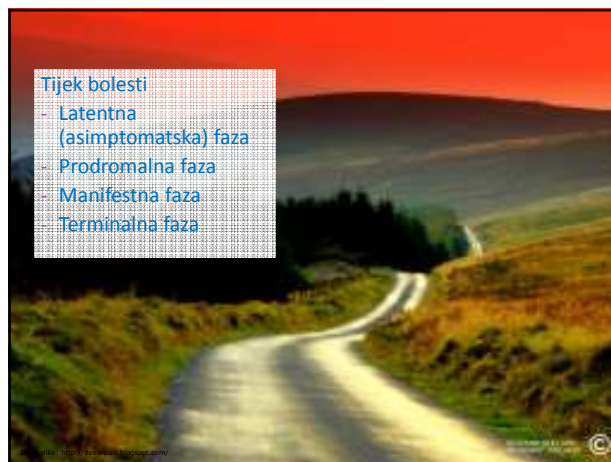 Tijek bolesti
- Latentna
(asimptomatska) faza
- Prodromalna faza
- Manifestna faza
- Terminalna faza
©